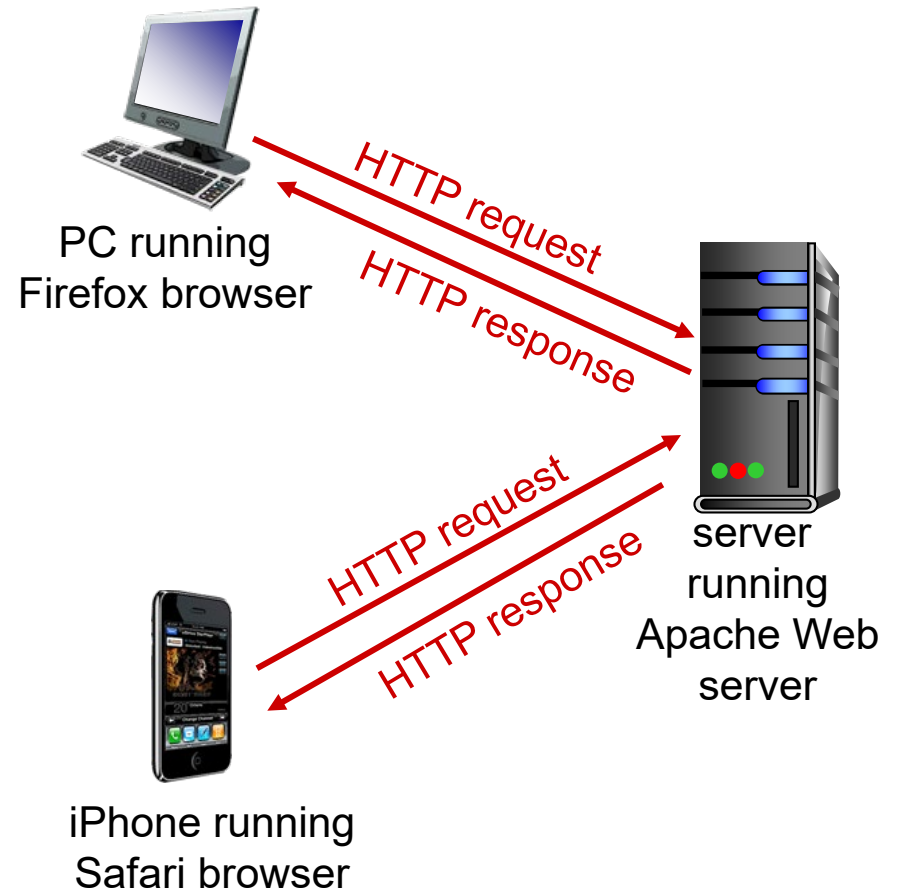 HTTP request
HTTP response
PC running
Firefox browser
HTTP request
HTTP response
server
running
Apache Web
server
iPhone running
Safari browser